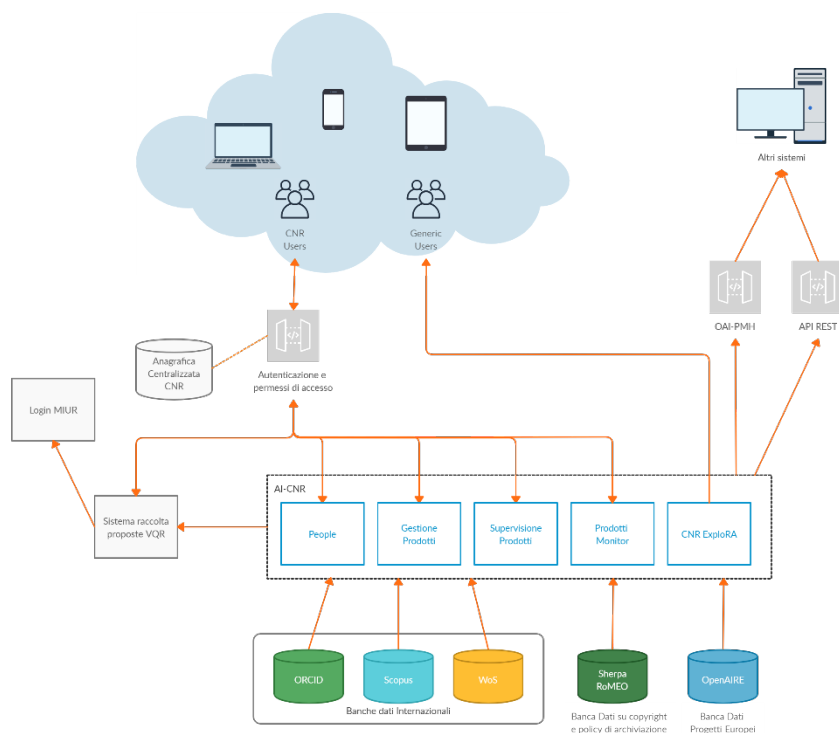 Altri sistemi
CNR
Users
Generic
Users
OAI-PMH
API REST
Anagrafica
Centralizzata
CNR
Autenticazione e
permessi di accesso
Login MIUR
AI-CNR
Sistema raccolta
proposte VQR
People
Gestione
Prodotti
Supervisione
Prodotti
Prodotti
Monitor
CNR ExploRA
ORCID
Scopus
WoS
Sherpa
RoMEO
OpenAIRE
Banche dati Internazionali
Banca Dati su copyright
e policy di archiviazione
Banca Dati
Progetti Europei